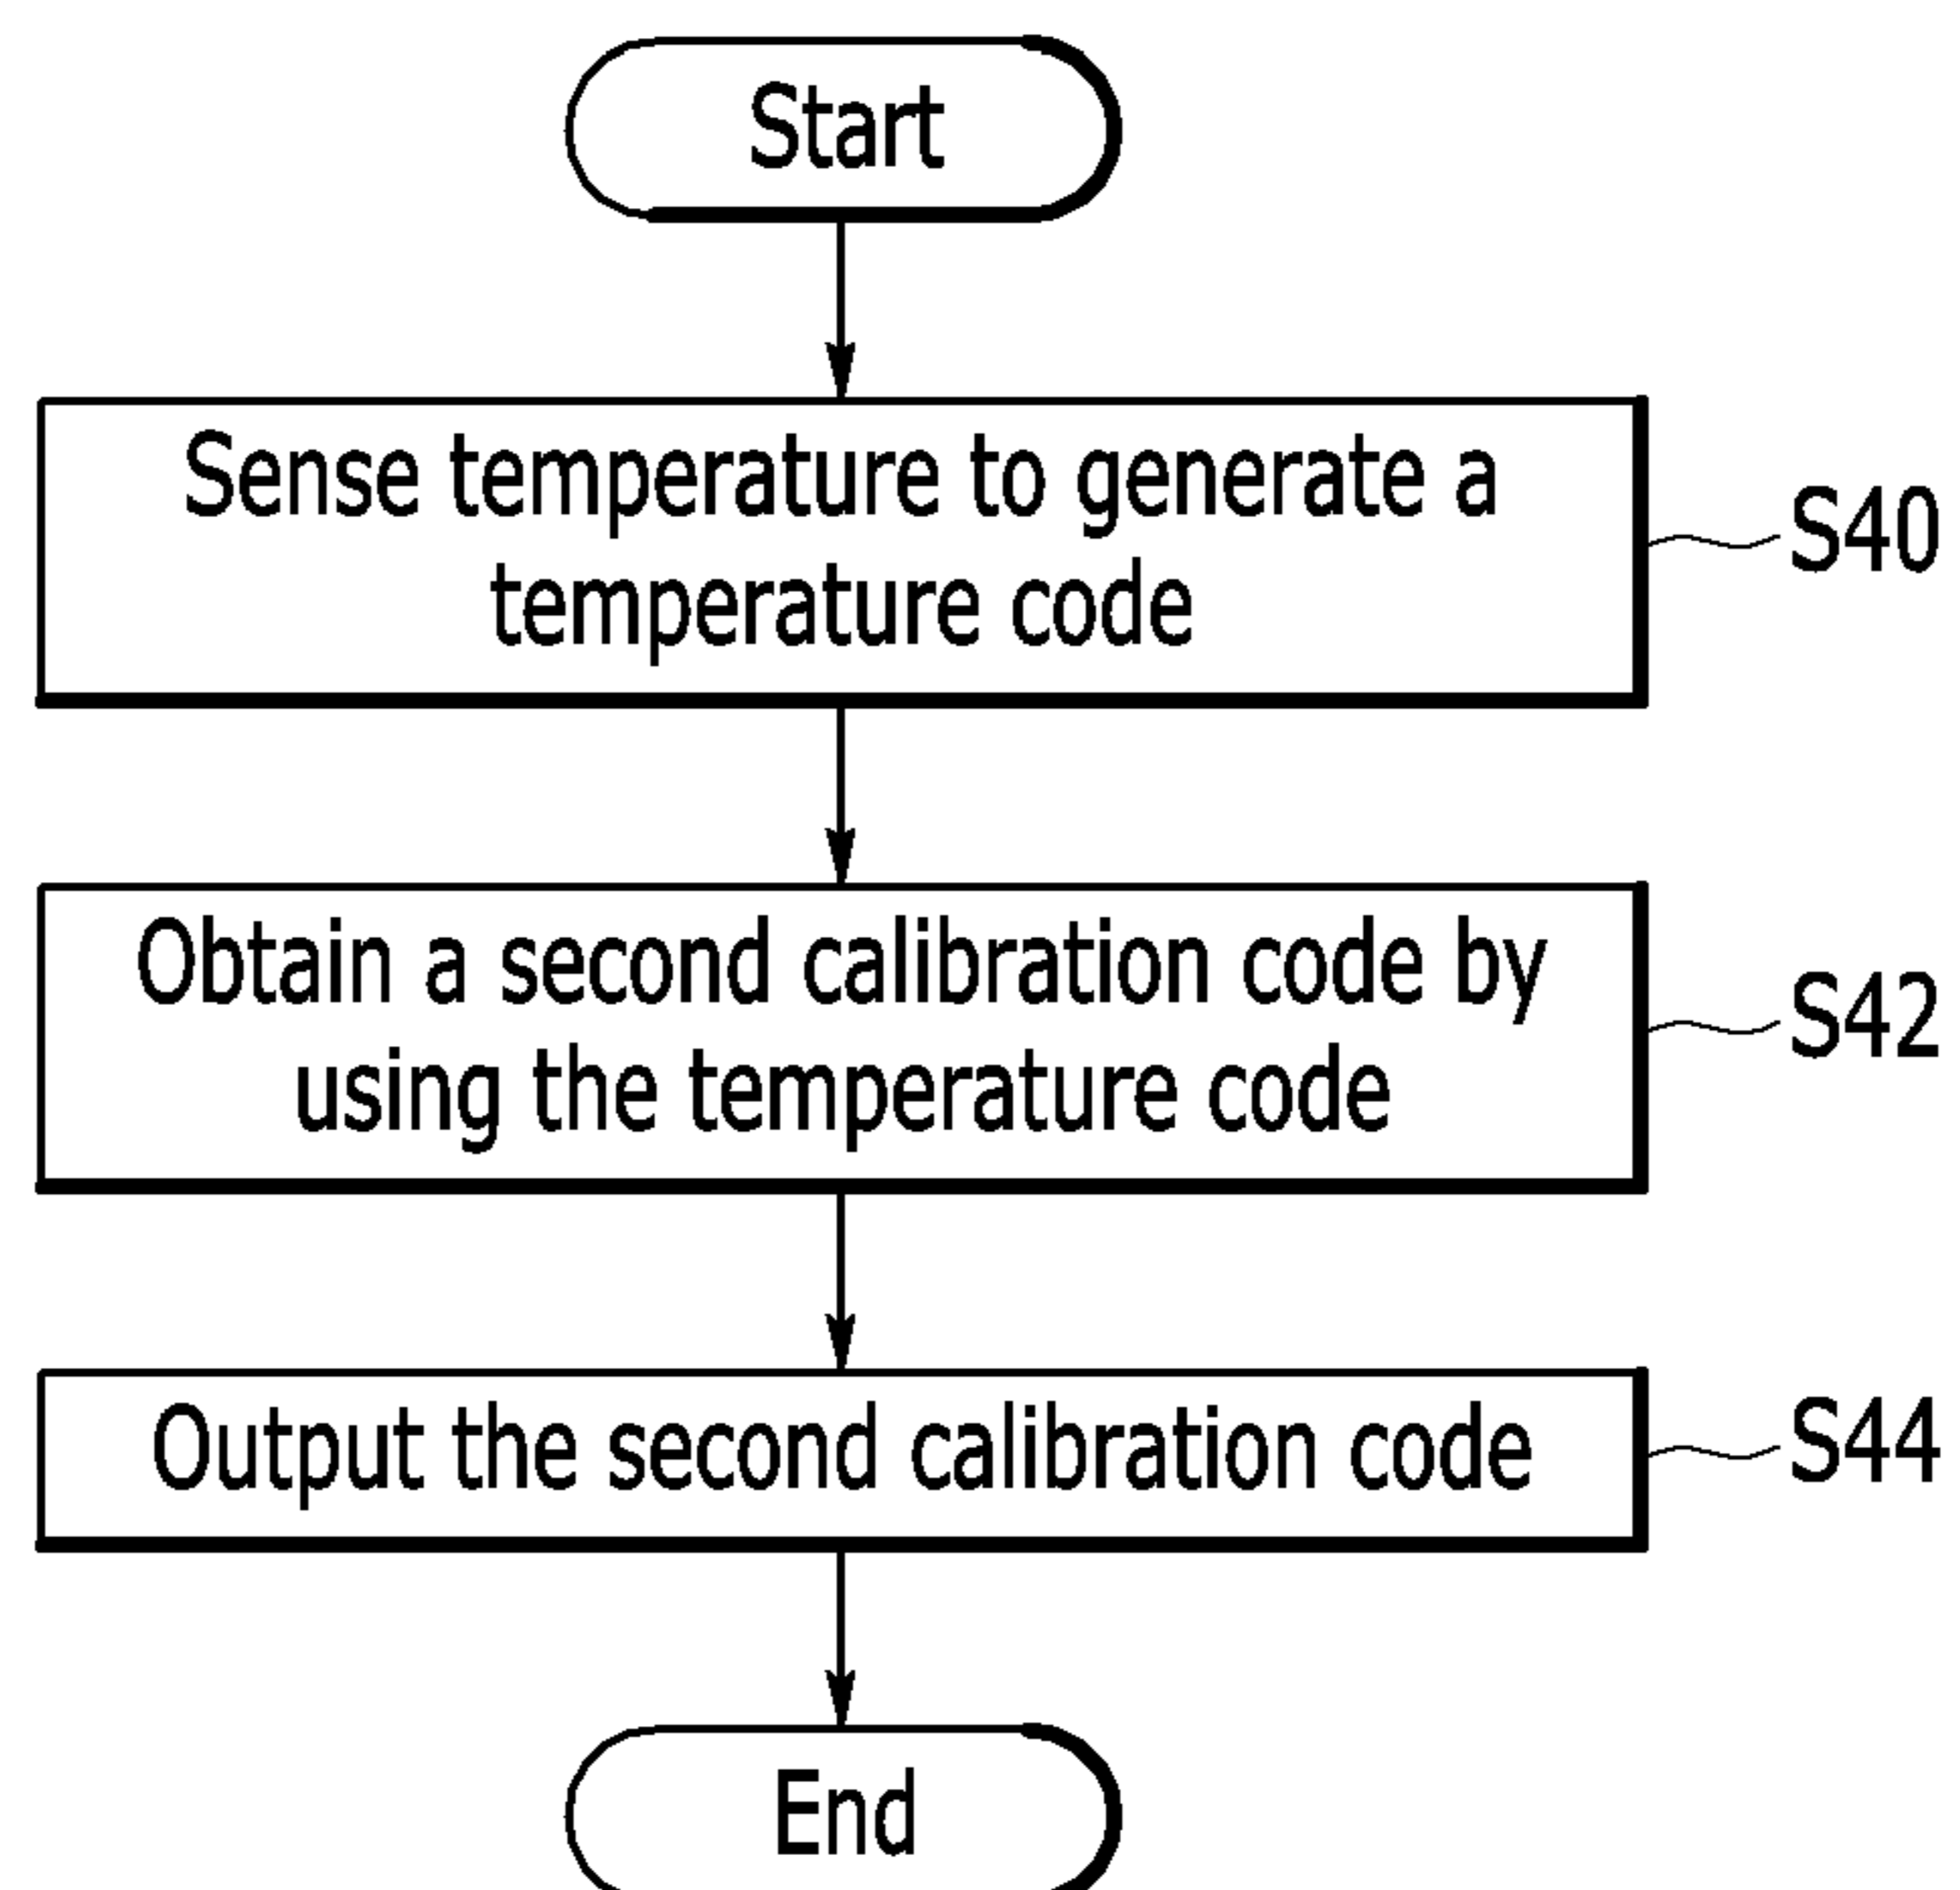 Start
Sense temperature to generate a
temperature code
S40
Obtain a second calibration code by
using the temperature code
S42
Output the second calibration code
S44
End